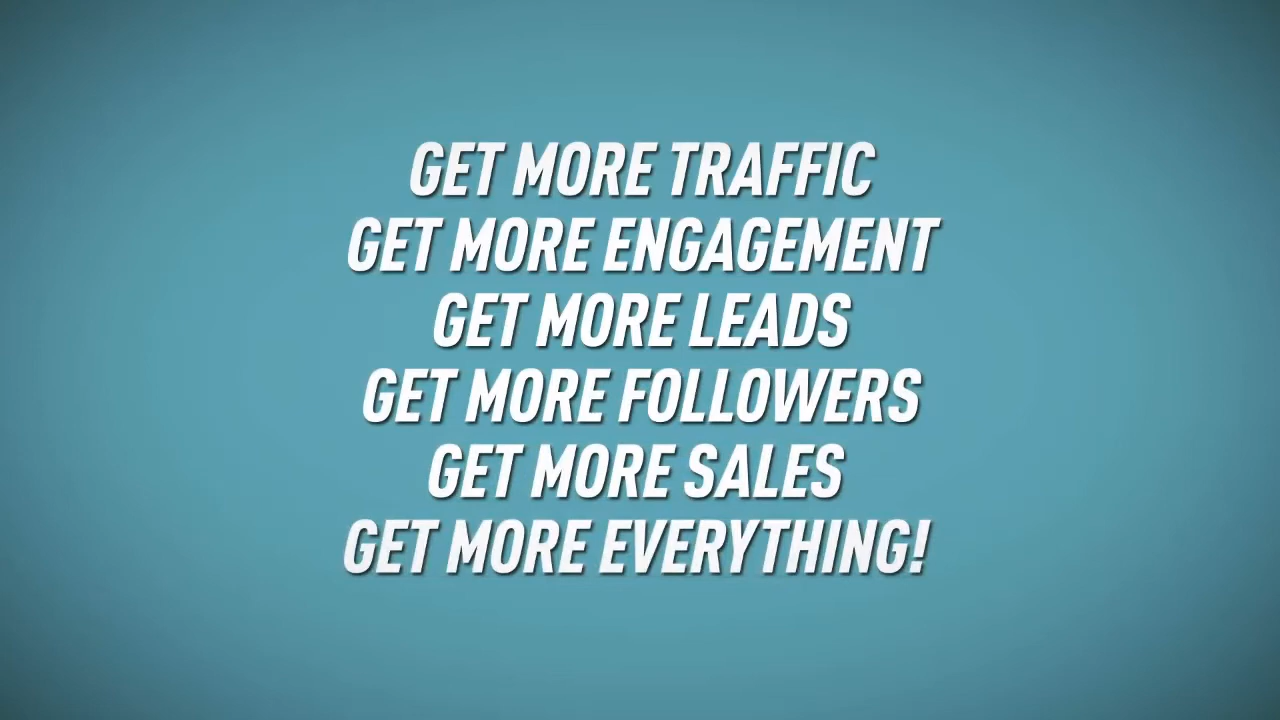 GET MORE TRAFFIC
GET MORE ENGAGEMENT
GET MORE LEADS
GET MORE FOLLOWERS
GET MORE SALES
GET MORE EVERYTHING!